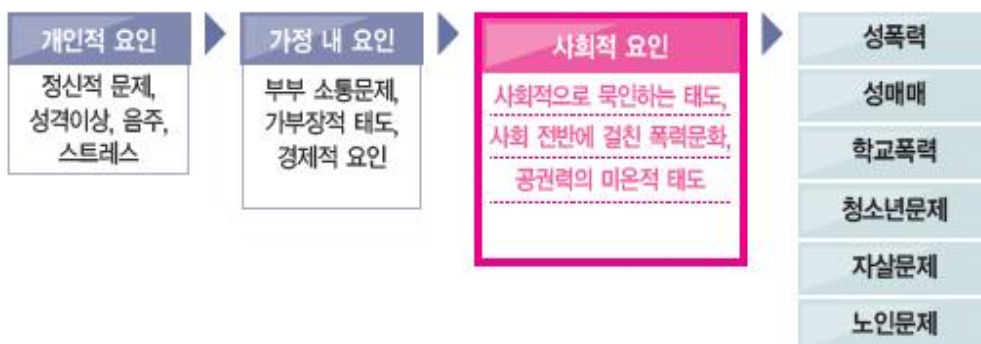 개인적 요인
정신적 문제,
성격이상, 음주,
스트레스
가정 내 요인
부부 소통문제,
가부장적 태도,
경제적 요인
사회적 요인
사회적으로 묵인하는 태도,
사회 전반에 걸친 폭력문화,
공권력의 미온적 태도
성폭력
성매매
학교폭력
청소년문제
자살문제
노인문제